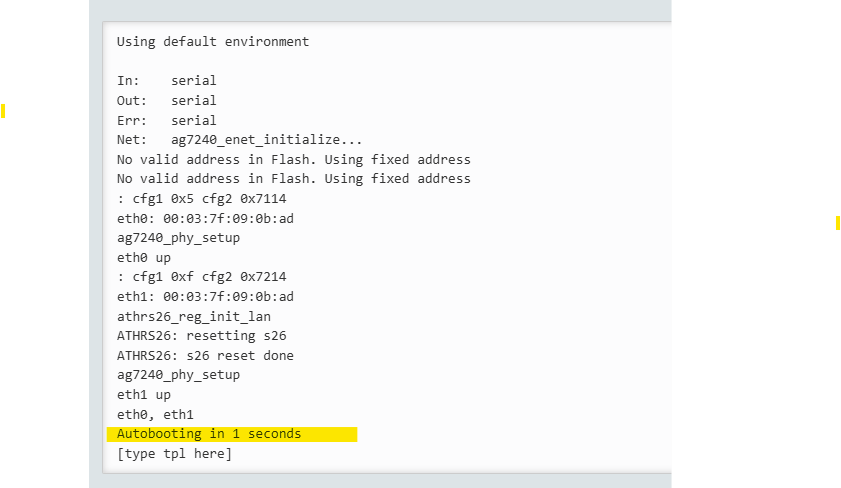 Using default environment
In:    serial
Out:   serial
Err:   serial
Net:   ag7240_enet_initialize...
No valid address in Flash. Using fixed address
No valid address in Flash. Using fixed address
: cfg1 0x5 cfg2 0x7114
eth0: 00:03:7f:09:0b:ad
ag7240_phy_setup
eth0 up
: cfg1 0xf cfg2 0x7214
eth1: 00:03:7f:09:0b:ad
athrs26_reg_init_lan
ATHRS26: resetting s26
ATHRS26: s26 reset done
ag7240_phy_setup
eth1 up
eth0, eth1
Autobooting in 1 seconds
[type tpl here]